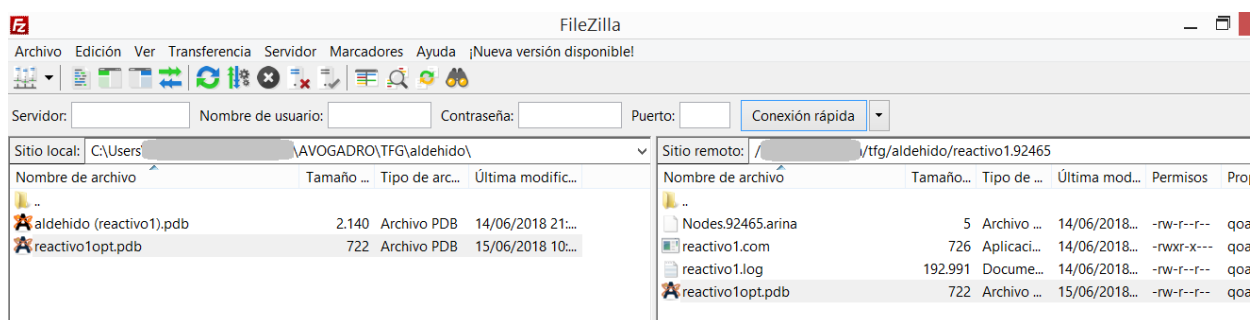 FileZilla
Archivo Edición Ver Transferencia Servidor Marcadores Ayuda ¡Nueva versión disponible!
Servidor: Nombre de usuario: Contraseña: Puerto: Conexión rápida
Sitio local: C:\Users \AVOGADRO\TFG\aldehido\
Sitio remoto: / /tfg/aldehido/reactivo1.92465
Nombre de archivo Tamaño ... Tipo de arc... Última modific...
Nombre de archivo Tamaño... Tipo de ... Última mod... Permisos Prop
..
..
aldehido (reactivo1).pdb 2.140 Archivo PDB 14/06/2018 21:...
Nodes.92465.arina 5 Archivo ... 14/06/2018... -rw-r--r-- qoa
reactivo1opt.pdb 722 Archivo PDB 15/06/2018 10:...
reactivo1.com 726 Aplicaci... 14/06/2018... -rwxr-x--- qoa
reactivo1.log 192.991 Docume... 14/06/2018... -rw-r--r-- qoa
reactivo1opt.pdb 722 Archivo ... 15/06/2018... -rw-r--r-- qoa